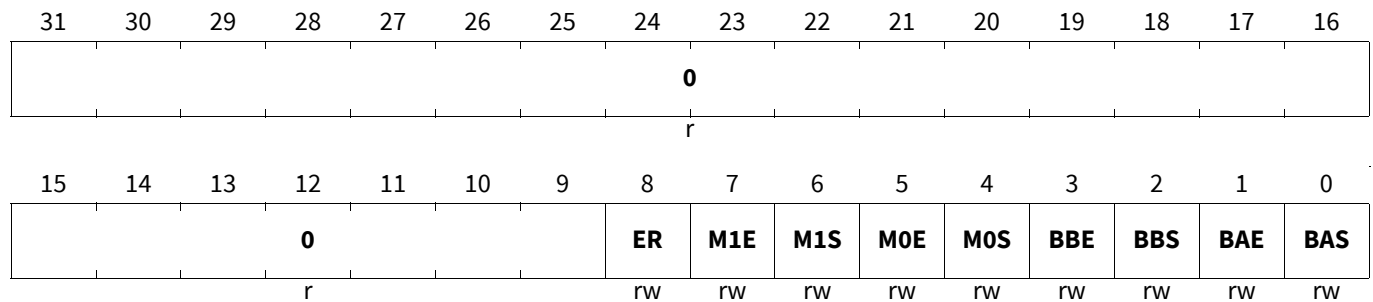 31 30 29 28 27 26 25 24 23 22 21 20 19 18 17 16
0
r
15 14 13 12 11 10 9 8 7 6 5 4 3 2 1 0
0 ER M1E M1S M0E M0S BBE BBS BAE BAS
r rw rw rw rw rw rw rw rw rw